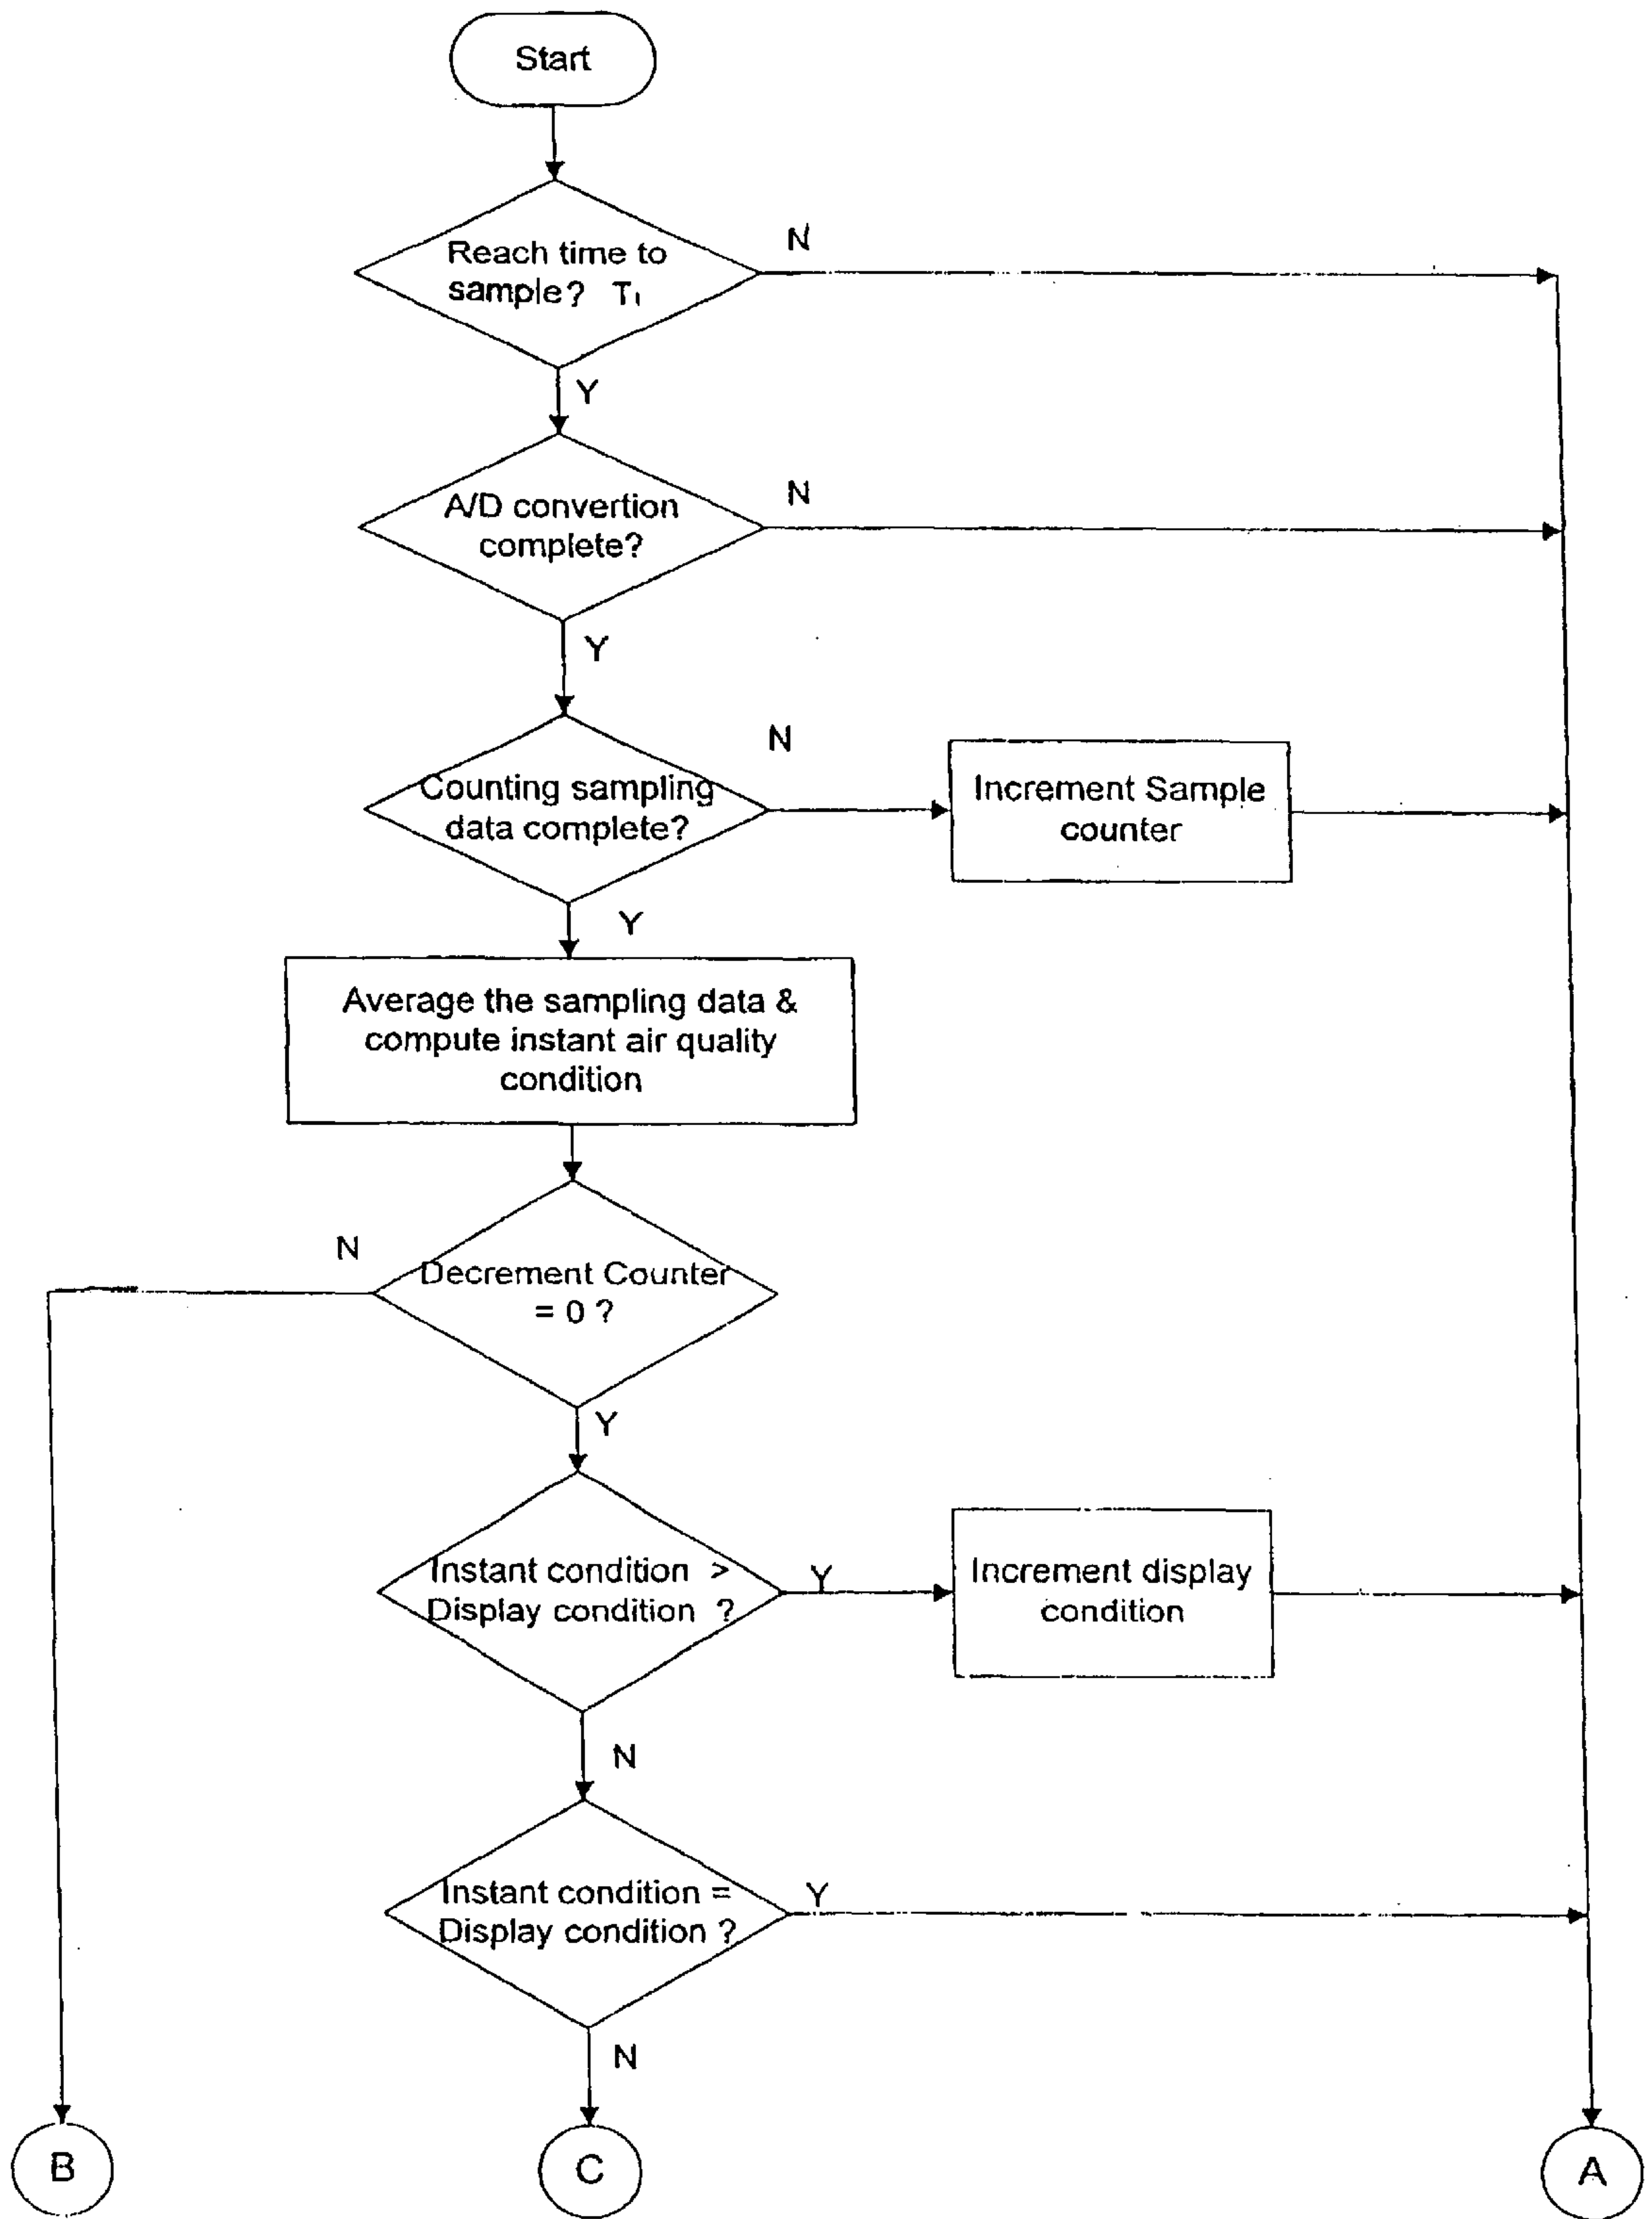 Start
Reach time to
sample? T₁
N
Y
A/D convertion
complete?
N
Y
Counting sampling
data complete?
N
Increment Sample
counter
Y
Average the sampling data &
compute instant air quality
condition
N
Decrement Counter
= 0 ?
Y
Instant condition >
Display condition ?
Y
Increment display
condition
N
Instant condition =
Display condition ?
Y
N
B
C
A